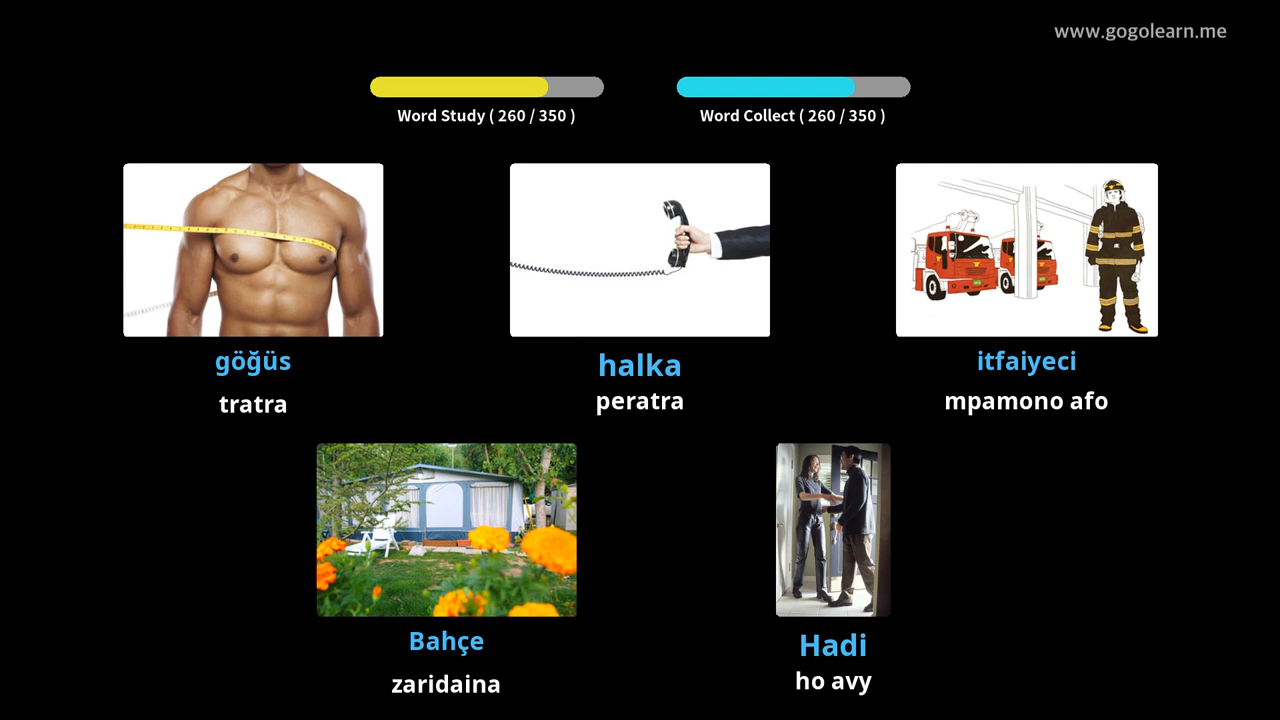 www.gogolearn.me
Word Study ( 260 / 350 )
Word Collect ( 260 / 350 )
göğüs
halka
itfaiyeci
tratra
peratra
mpamono afo
Bahçe
Hadi
zaridaina
ho avy